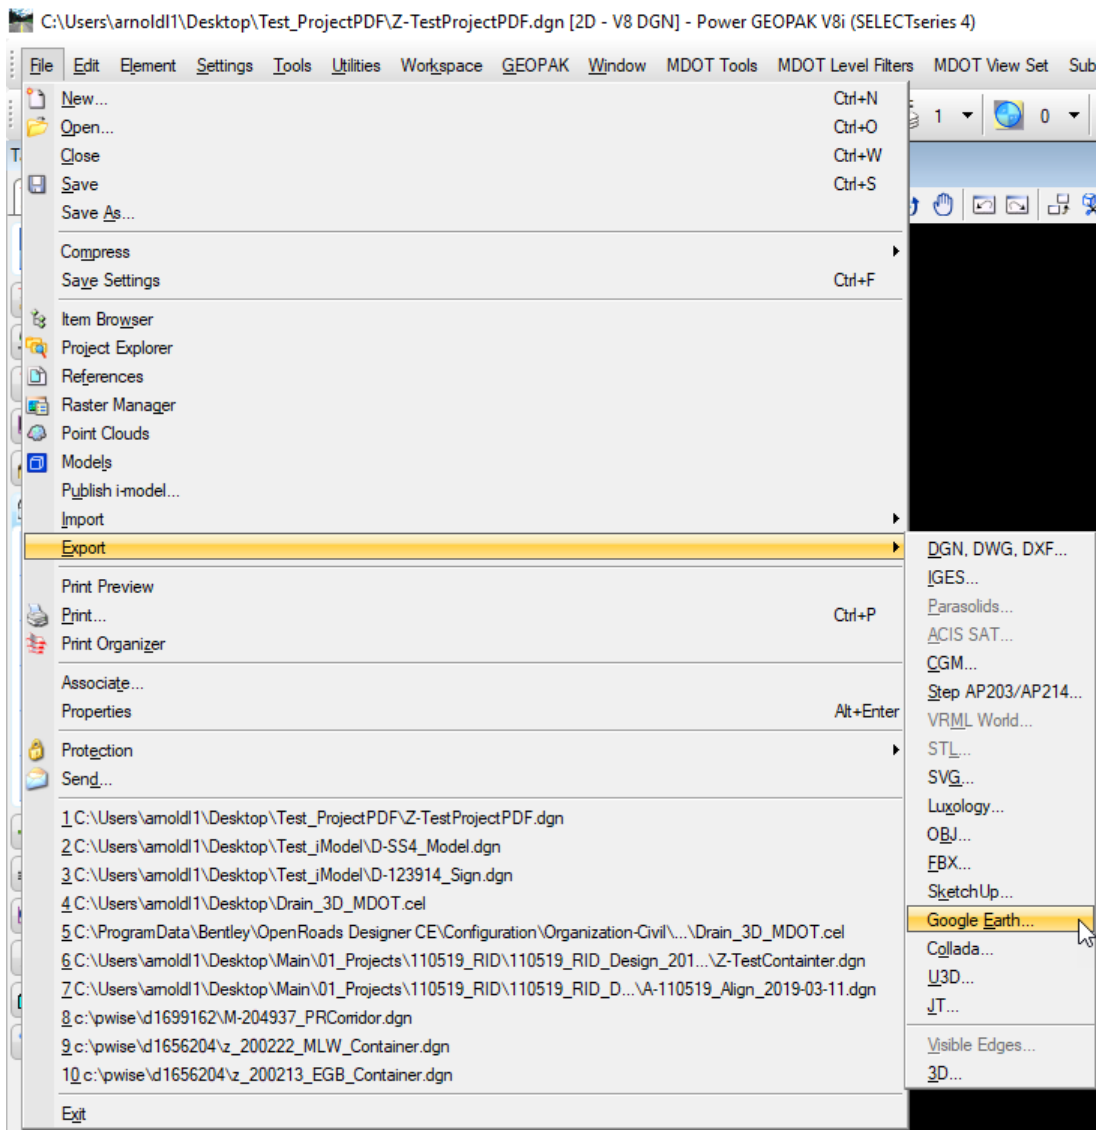 C:\Users\arnoldl1\Desktop\Test_ProjectPDF\Z-TestProjectPDF.dgn [2D - V8 DGN] - Power GEOPAK V8i (SELECTseries 4)
File Edit Element Settings Tools Utilities Workspace GEOPAK Window MDOT Tools MDOT Level Filters MDOT View Set Sub
New... Ctrl+N
1 0
Open... Ctrl+O
Close Ctrl+W
Save Ctrl+S
Save As...
Compress
Save Settings Ctrl+F
Item Browser
Project Explorer
References
Raster Manager
Point Clouds
Models
Publish i-model...
Import
Export
Print Preview
Print... Ctrl+P
Print Organizer
Associate...
Properties Alt+Enter
Protection
Send...
1 C:\Users\arnoldl1\Desktop\Test_ProjectPDF\Z-TestProjectPDF.dgn
2 C:\Users\arnoldl1\Desktop\Test_iModel\D-SS4_Model.dgn
3 C:\Users\arnoldl1\Desktop\Test_iModel\D-123914_Sign.dgn
4 C:\Users\arnoldl1\Desktop\Drain_3D_MDOT.cel
5 C:\ProgramData\Bentley\OpenRoads Designer CE\Configuration\Organization-Civil\...\Drain_3D_MDOT.cel
6 C:\Users\arnoldl1\Desktop\Main\01_Projects\110519_RID\110519_RID_Design_201...\Z-TestContainter.dgn
7 C:\Users\arnoldl1\Desktop\Main\01_Projects\110519_RID\110519_RID_D...\A-110519_Align_2019-03-11.dgn
8 c:\pwise\d1699162\M-204937_PRCorridor.dgn
9 c:\pwise\d1656204\z_200222_MLW_Container.dgn
10 c:\pwise\d1656204\z_200213_EGB_Container.dgn
Exit
DGN, DWG, DXF...
IGES...
Parasolids...
ACIS SAT...
CGM...
Step AP203/AP214...
VRML World...
STL...
SVG...
Luxology...
OBJ...
FBX...
SketchUp...
Google Earth...
Collada...
U3D...
JT...
Visible Edges...
3D...